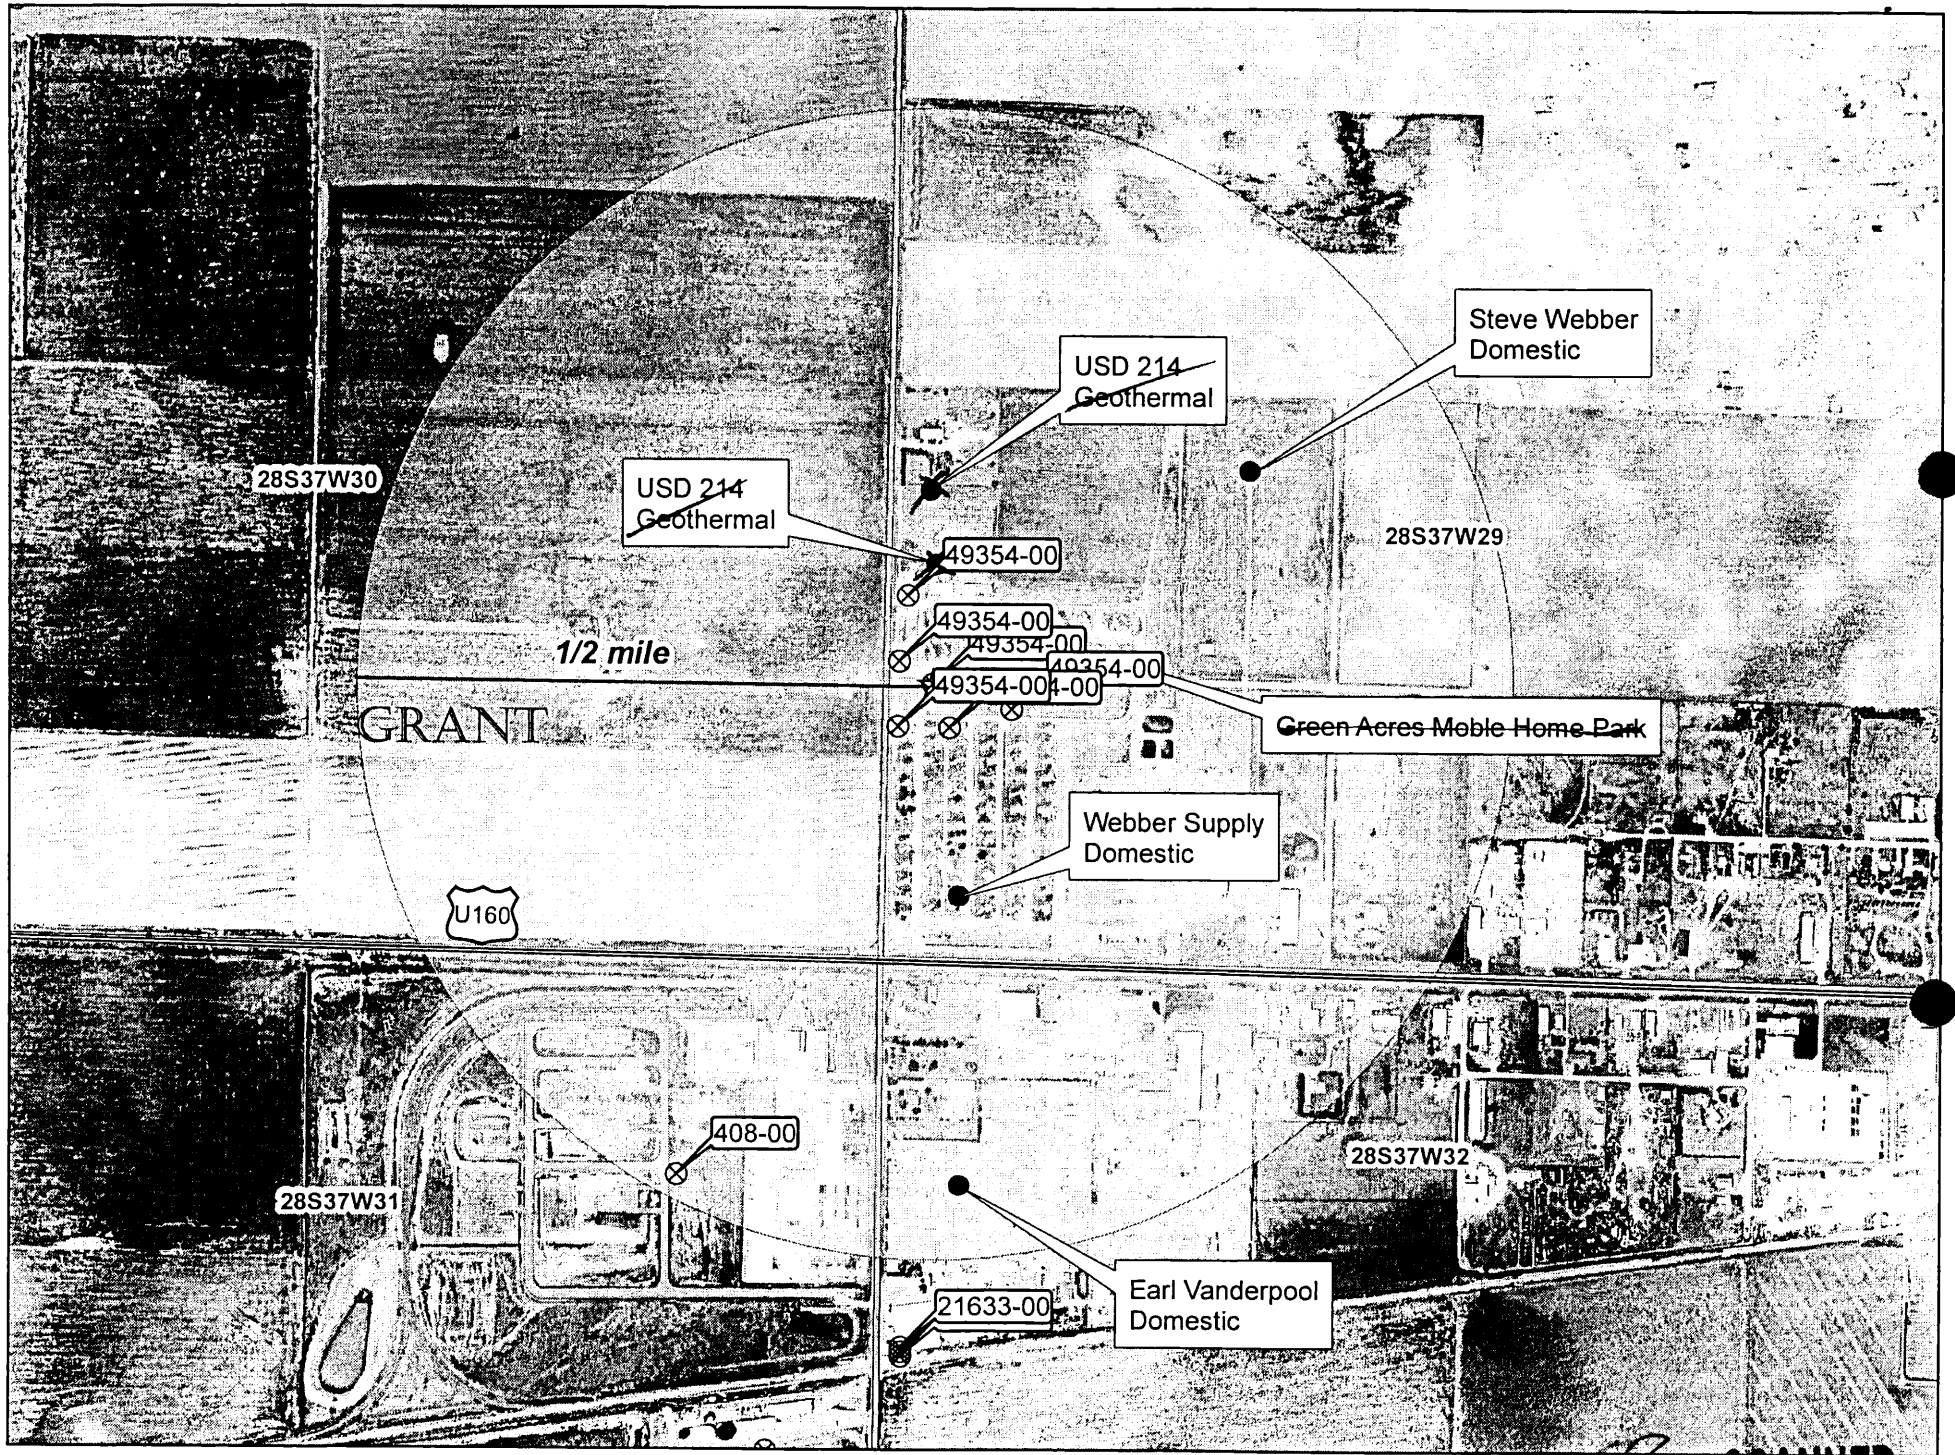 Steve Webber
Domestic
USD 214
Geothermal
28S37W30
USD 214
Geothermal
28S37W29
49354-00
49354-00
49354-00
1/2 mile
49354-00
49354-00
4-00
GRANT
Green Acres Moble Home Park
Webber Supply
Domestic
U160
408-00
28S37W32
28S37W31
Earl Vanderpool
Domestic
21633-00